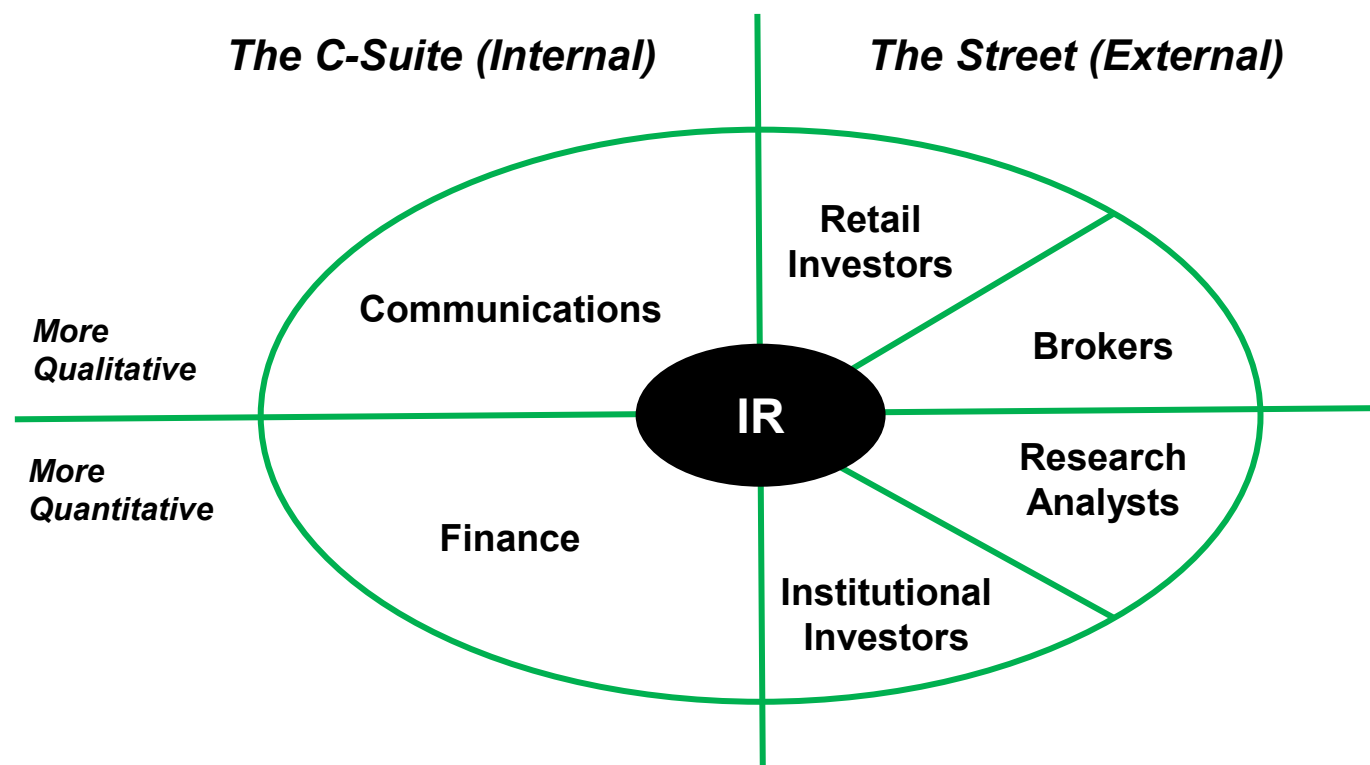 The C-Suite (Internal)
The Street (External)
Retail
Investors
Communications
More
Qualitative
Brokers
IR
More
Quantitative
Research
Analysts
Finance
Institutional
Investors